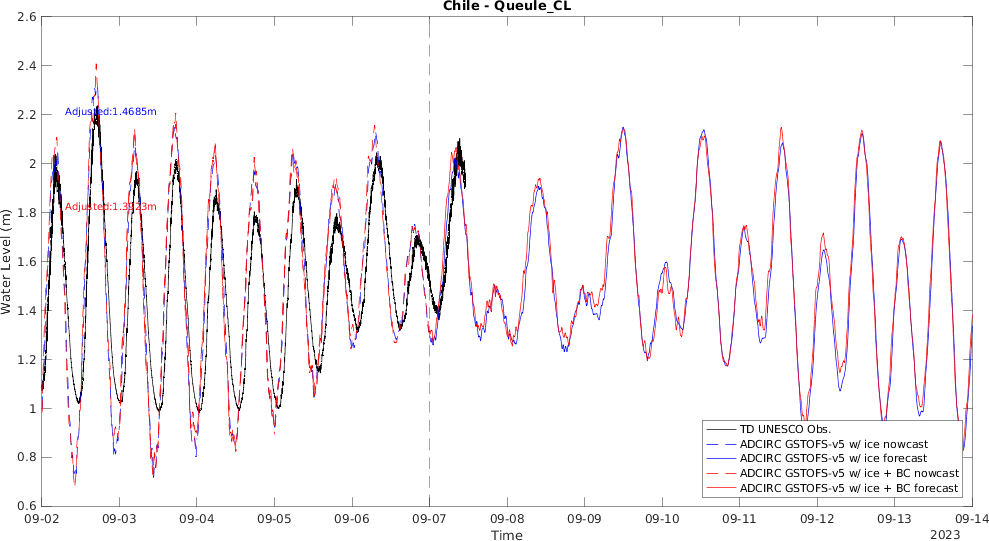 Chile - Queule_CL
2.6
2.4
2.2
2
1.8
1.6
1.4
1.2
1
0.8
0.6
Water Level (m)
Adjusted:1.4685m
Adjusted:1.3923m
TD UNESCO Obs.
ADCIRC GSTOFS-v5 w/ ice nowcast
ADCIRC GSTOFS-v5 w/ ice forecast
ADCIRC GSTOFS-v5 w/ ice + BC nowcast
ADCIRC GSTOFS-v5 w/ ice + BC forecast
09-02 09-03 09-04 09-05 09-06 09-07 09-08 09-09 09-10 09-11 09-12 09-13 09-14
Time
2023